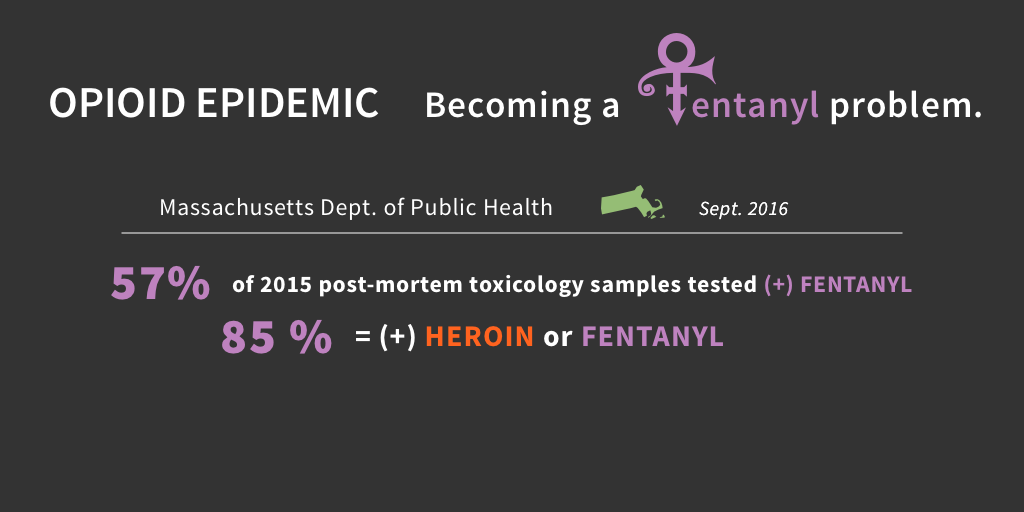 OPIOID EPIDEMIC Becoming a fentanyl problem.
Massachusetts Dept. of Public Health Sept. 2016
57% of 2015 post-mortem toxicology samples tested (+) FENTANYL
85 % = (+) HEROIN or FENTANYL